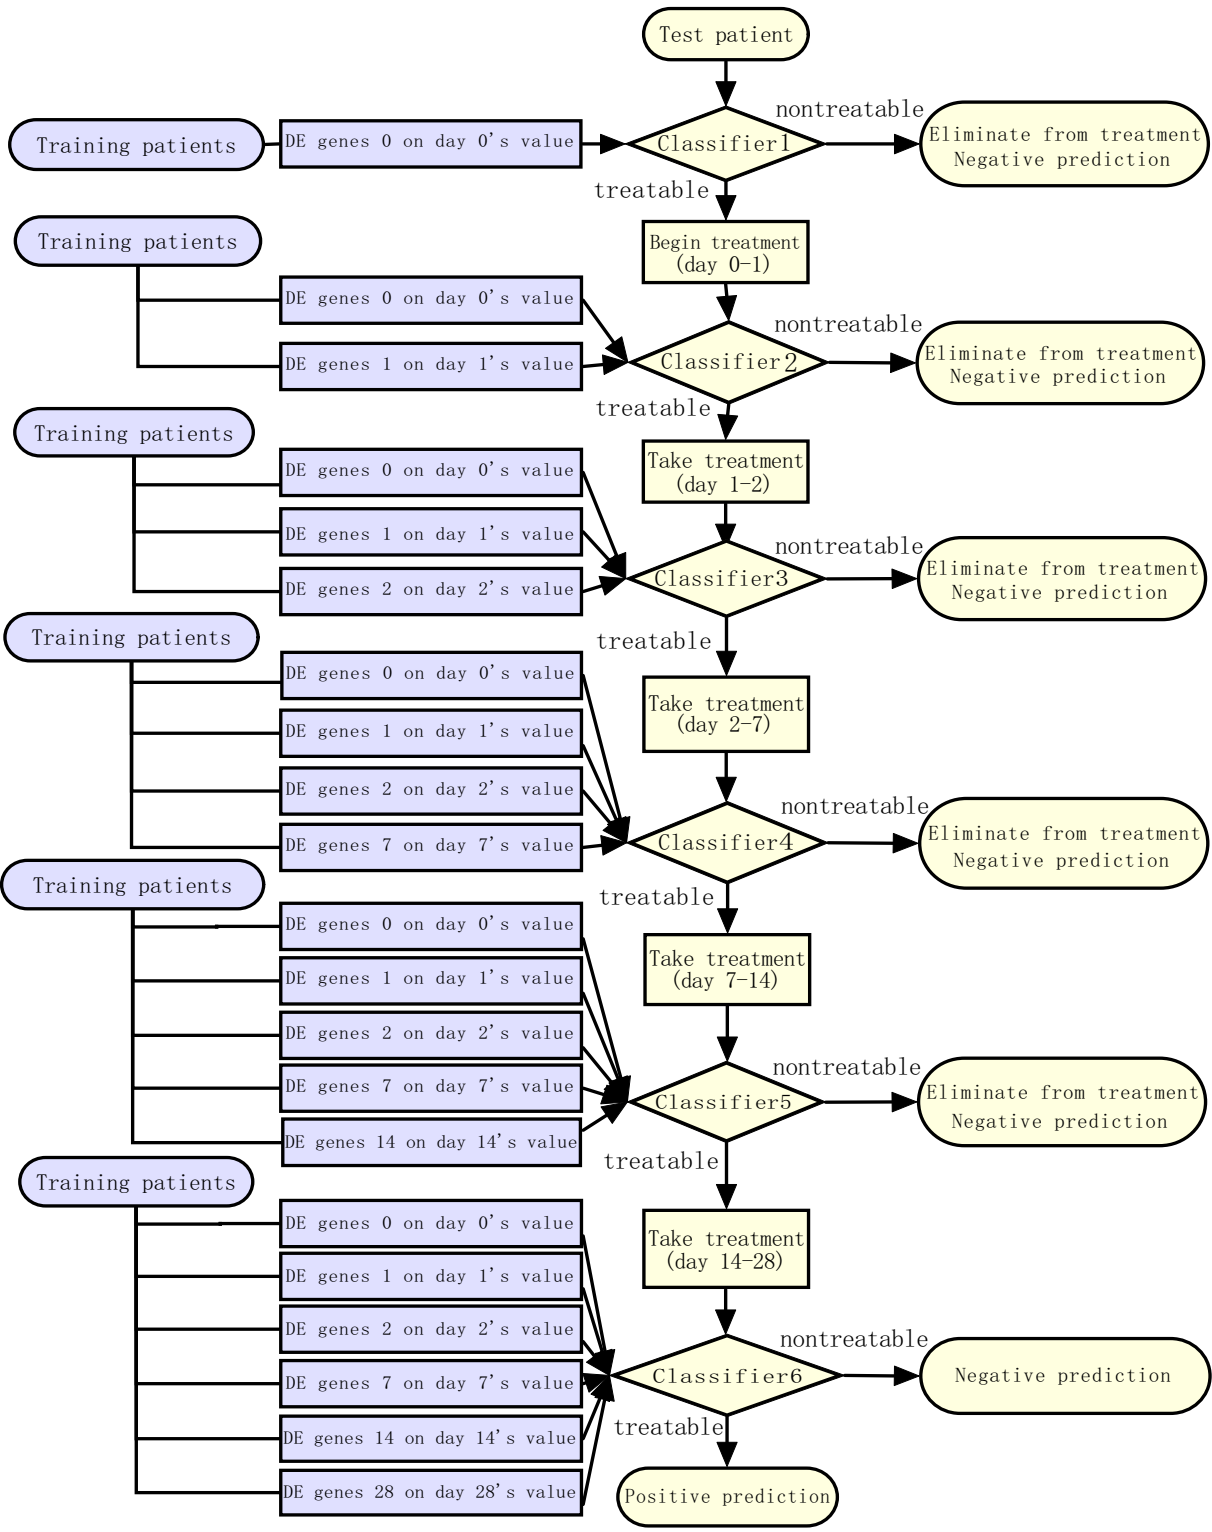 Test patient
nontreatable
Training patients
DE genes 0 on day 0's value
Classifier1
Eliminate from treatment
Negative prediction
treatable
Training patients
Begin treatment
(day 0-1)
DE genes 0 on day 0's value
nontreatable
DE genes 1 on day 1's value
Classifier2
Eliminate from treatment
Negative prediction
treatable
Training patients
Take treatment
(day 1-2)
DE genes 0 on day 0's value
DE genes 1 on day 1's value
nontreatable
DE genes 2 on day 2's value
Classifier3
Eliminate from treatment
Negative prediction
treatable
Training patients
DE genes 0 on day 0's value
Take treatment
(day 2-7)
DE genes 1 on day 1's value
DE genes 2 on day 2's value
nontreatable
DE genes 7 on day 7's value
Classifier4
Eliminate from treatment
Negative prediction
treatable
Training patients
DE genes 0 on day 0's value
Take treatment
(day 7-14)
DE genes 1 on day 1's value
DE genes 2 on day 2's value
nontreatable
DE genes 7 on day 7's value
Classifier5
Eliminate from treatment
Negative prediction
DE genes 14 on day 14's value
treatable
Training patients
DE genes 0 on day 0's value
Take treatment
(day 14-28)
DE genes 1 on day 1's value
DE genes 2 on day 2's value
nontreatable
DE genes 7 on day 7's value
Classifier6
Negative prediction
treatable
DE genes 14 on day 14's value
DE genes 28 on day 28's value
Positive prediction